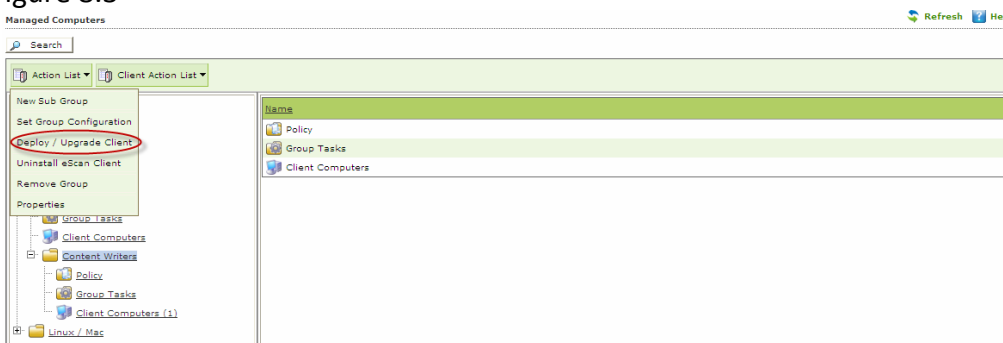 Managed Computers
Refresh
Search
Action List Client Action List
New Sub Group
Set Group Configuration
Deploy / Upgrade Client
Uninstall eScan Client
Remove Group
Properties
Group Tasks
Client Computers
Content Writers
Policy
Group Tasks
Client Computers (1)
Linux / Mac
Name
Policy
Group Tasks
Client Computers